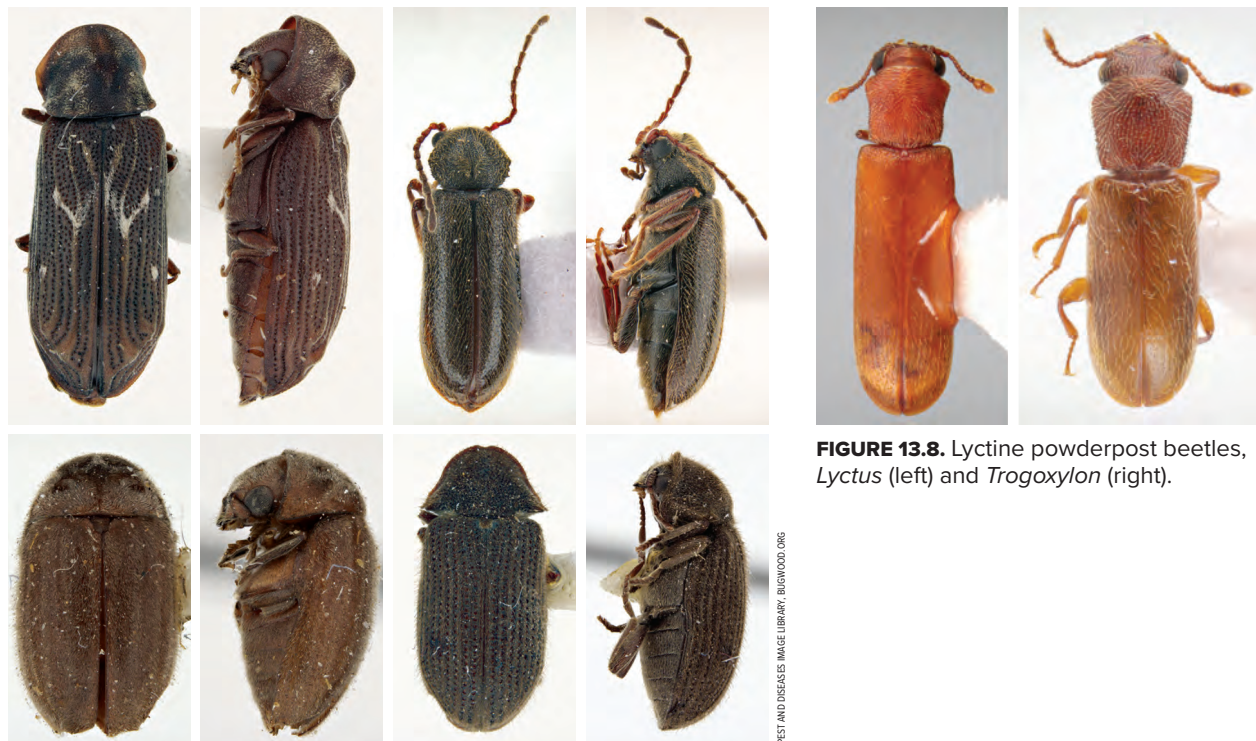 FIGURE 13.8. Lyctine powderpost beetles,
Lyctus (left) and Trogoxylon (right).
PEST AND DISEASES IMAGE LIBRARY, BUGWOOD.ORG